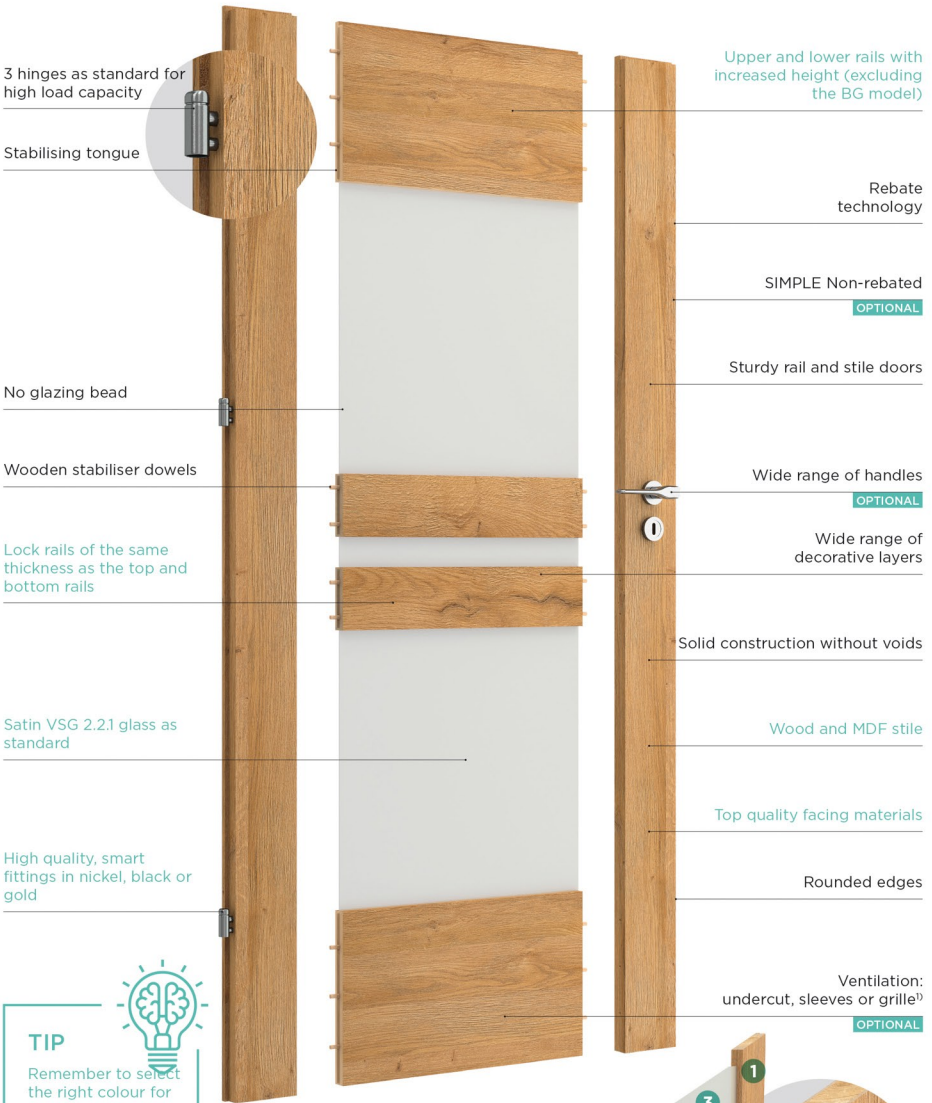 3 hinges as standard for
high load capacity
Stabilising tongue
No glazing bead
Wooden stabiliser dowels
Lock rails of the same
thickness as the top and
bottom rails
Satin VSG 2.2.1 glass as
standard
High quality, smart
fittings in nickel, black or
gold
TIP
Remember to select
the right colour for
Upper and lower rails with
increased height (excluding
the BG model)
Rebate
technology
SIMPLE Non-rebated
OPTIONAL
Sturdy rail and stile doors
Wide range of handles
OPTIONAL
Wide range of
decorative layers
Solid construction without voids
Wood and MDF stile
Top quality facing materials
Rounded edges
Ventilation:
undercut, sleeves or grille¹⁾
OPTIONAL
1
3